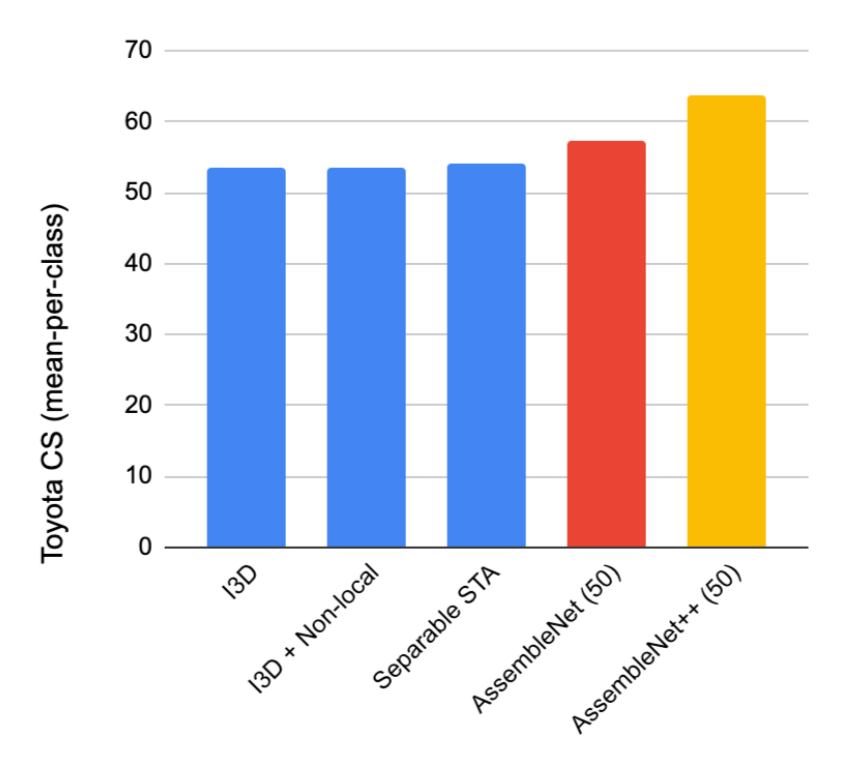 70
60
50
40
30
20
10
0
Toyota CS (mean-per-class)
I3D
I3D + Non-local
Separable STA
AssembleNet (50)
AssembleNet++ (50)